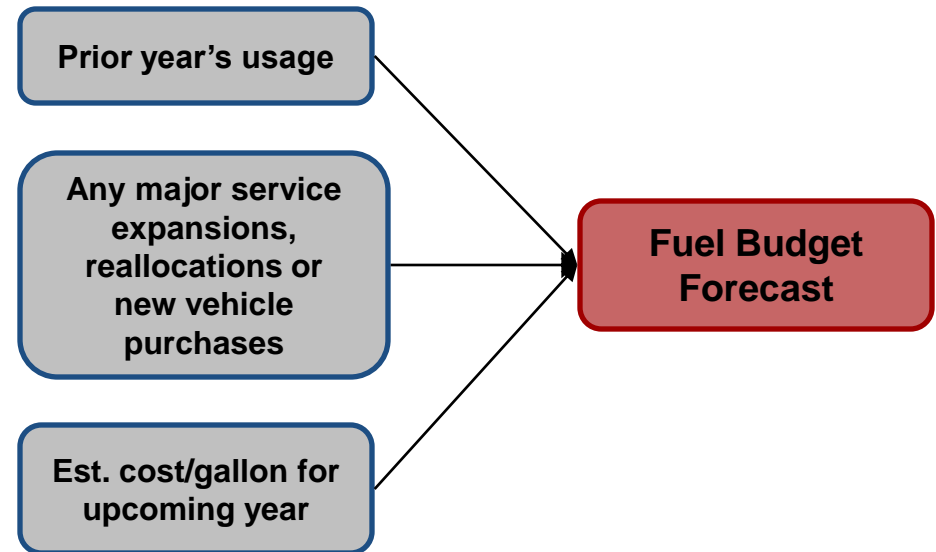 Prior year’s usage
Any major service
expansions,
reallocations or
new vehicle
purchases
Fuel Budget
Forecast
Est. cost/gallon for
upcoming year